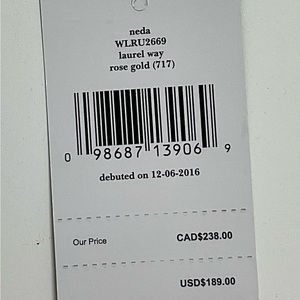 neda
WLRU2669
laurel way
rose gold (717)
0 98687 13906 9
debuted on 12-06-2016
Our Price CAD$238.00
USD$189.00